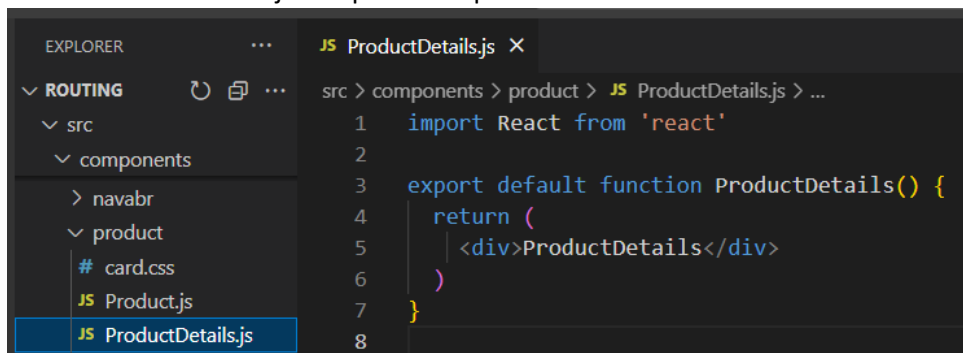 EXPLORER ...
ROUTING ...
src
components
navabr
product
# card.css
JS Product.js
JS ProductDetails.js
JS ProductDetails.js ×
src > components > product > JS ProductDetails.js > ...
1 import React from 'react'
2
3 export default function ProductDetails() {
4 return (
5 <div>ProductDetails</div>
6 )
7 }
8